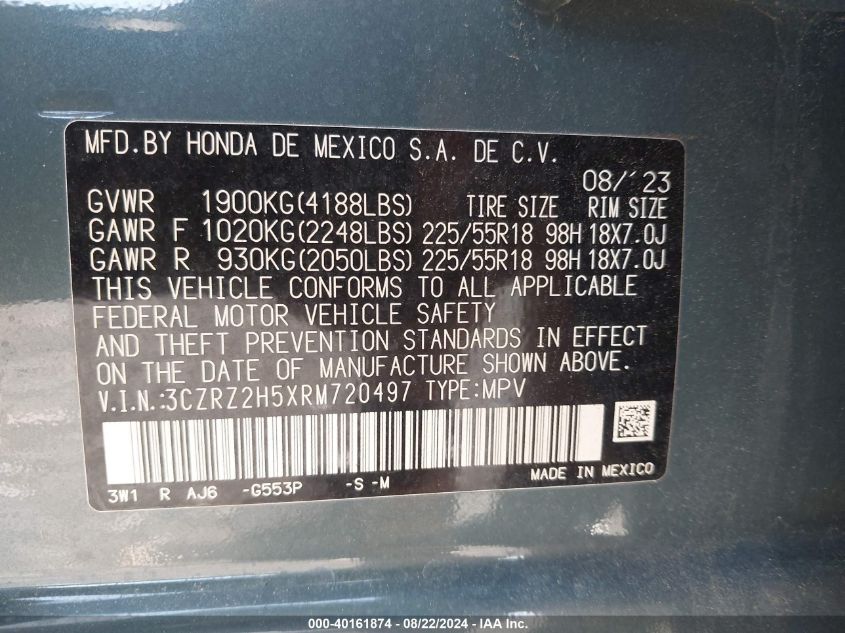 MFD.BY HONDA DE MEXICO S.A. DE C.V.
08/´23
GVWR 1900KG(4188LBS) TIRE SIZE RIM SIZE
GAWR F 1020KG(2248LBS) 225/55R18 98H 18X7.0J
GAWR R 930KG(2050LBS) 225/55R18 98H 18X7.0J
THIS VEHICLE CONFORMS TO ALL APPLICABLE
FEDERAL MOTOR VEHICLE SAFETY
AND THEFT PREVENTION STANDARDS IN EFFECT
ON THE DATE OF MANUFACTURE SHOWN ABOVE.
V.I.N.:3CZRZ2H5XRM720497 TYPE:MPV
MADE IN MEXICO
3W1 R AJ6 -G553P -S -M
000-40161874 - 08/22/2024 - IAA Inc.